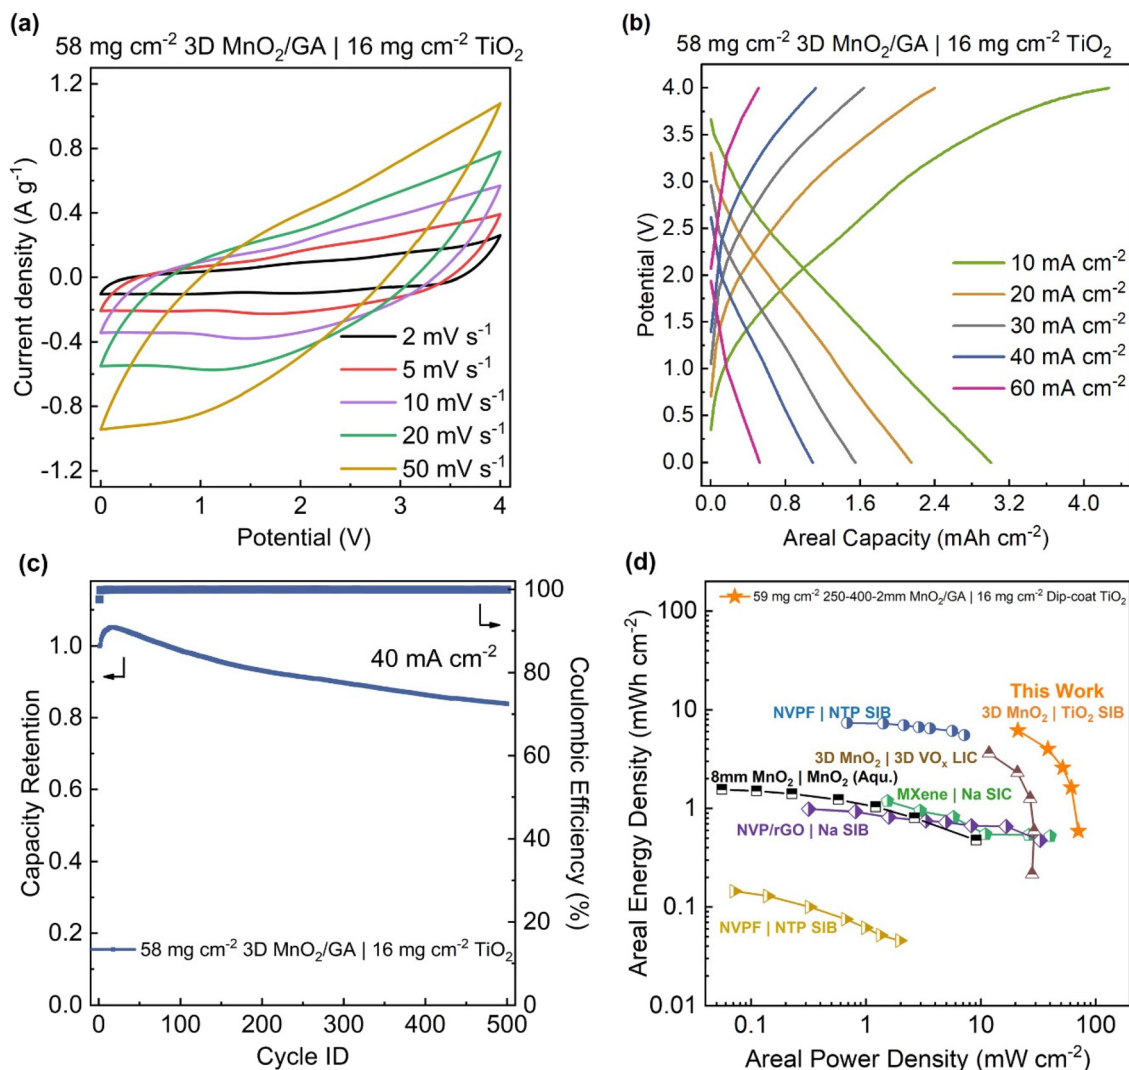 (a)
58 mg cm⁻² 3D MnO₂/GA | 16 mg cm⁻² TiO₂
1.2
0.8
0.4
0.0
-0.4
-0.8
-1.2
Current density (A g⁻¹)
2 mV s⁻¹
5 mV s⁻¹
10 mV s⁻¹
20 mV s⁻¹
50 mV s⁻¹
0 1 2 3 4
Potential (V)
(b)
58 mg cm⁻² 3D MnO₂/GA | 16 mg cm⁻² TiO₂
4.0
3.5
3.0
2.5
2.0
1.5
1.0
0.5
0.0
Potential (V)
10 mA cm⁻²
20 mA cm⁻²
30 mA cm⁻²
40 mA cm⁻²
60 mA cm⁻²
0.0 0.8 1.6 2.4 3.2 4.0
Areal Capacity (mAh cm⁻²)
(c)
1.0
0.8
0.6
0.4
0.2
0.0
Capacity Retention
40 mA cm⁻²
58 mg cm⁻² 3D MnO₂/GA | 16 mg cm⁻² TiO₂
100
80
60
40
20
0
Coulombic Efficiency (%)
0 100 200 300 400 500
Cycle ID
(d)
59 mg cm⁻² 250-400-2mm MnO₂/GA | 16 mg cm⁻² Dip-coat TiO₂
100
10
1
0.1
0.01
Areal Energy Density (mWh cm⁻²)
This Work
3D MnO₂ | TiO₂ SIB
NVPF | NTP SIB
3D MnO₂ | 3D VOₓ LIC
8mm MnO₂ | MnO₂ (Aqu.)
MXene | Na SIC
NVP/rGO | Na SIB
NVPF | NTP SIB
0.1 1 10 100
Areal Power Density (mW cm⁻²)